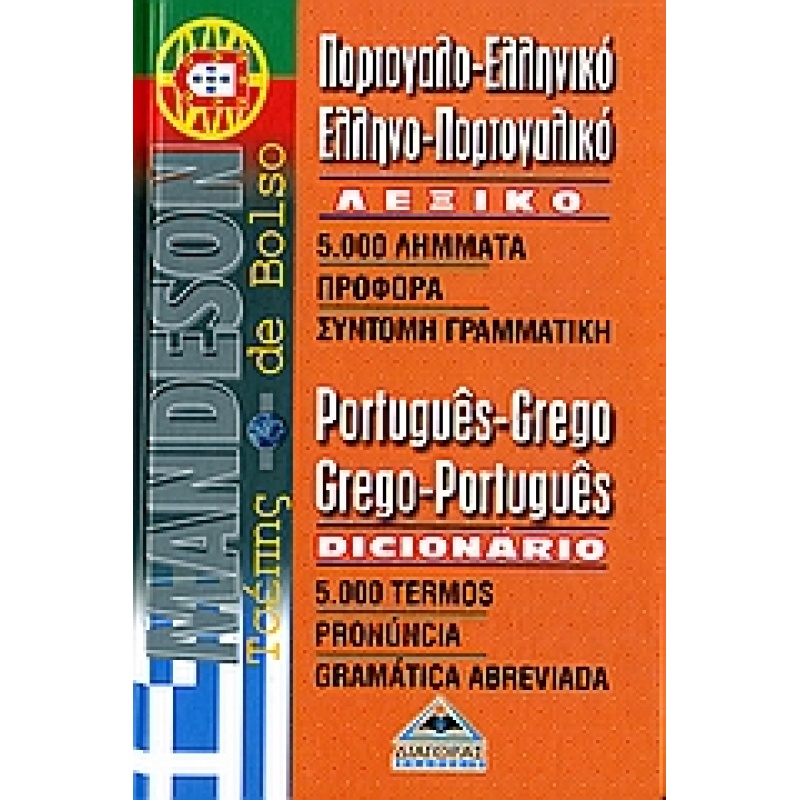 Πορτογαλο-Ελληνικό
Ελληνο-Πορτογαλικό
ΛΕΞΙΚΟ
5.000 ΛΗΜΜΑΤΑ
ΠΡΟΦΟΡΑ
ΣΥΝΤΟΜΗ ΓΡΑΜΜΑΤΙΚΗ
Português-Grego
Grego-Português
DICIONÁRIO
5.000 TERMOS
PRONÚNCIA
GRAMÁTICA ABREVIADA
MANDESON
Τσέπης de Bolso
ΔΙΑΓΟΡΑΣ